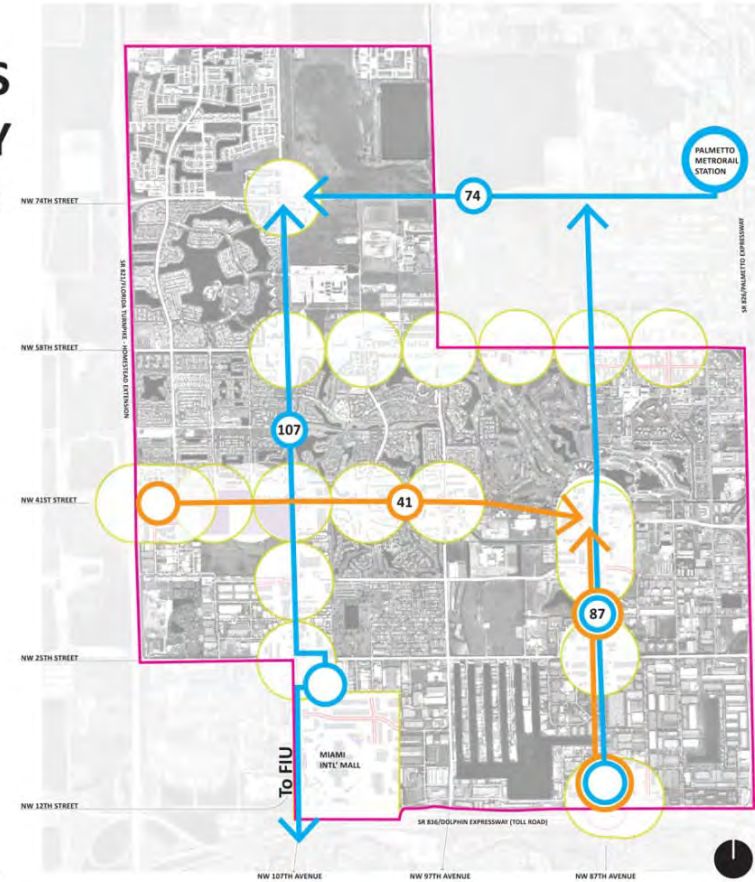 S
Y
PALMETTO
METRORAIL
STATION
NW 74TH STREET
74
SR 821/FLORIDA TURNPIKE - HOMESTEAD EXTENSION
SR 826/PALMETTO EXPRESSWAY
NW 58TH STREET
107
NW 41ST STREET
41
87
NW 25TH STREET
To FIU
MIAMI
INTL' MALL
NW 12TH STREET
SR 836/DOLPHIN EXPRESSWAY (TOLL ROAD)
NW 107TH AVENUE
NW 97TH AVENUE
NW 87TH AVENUE